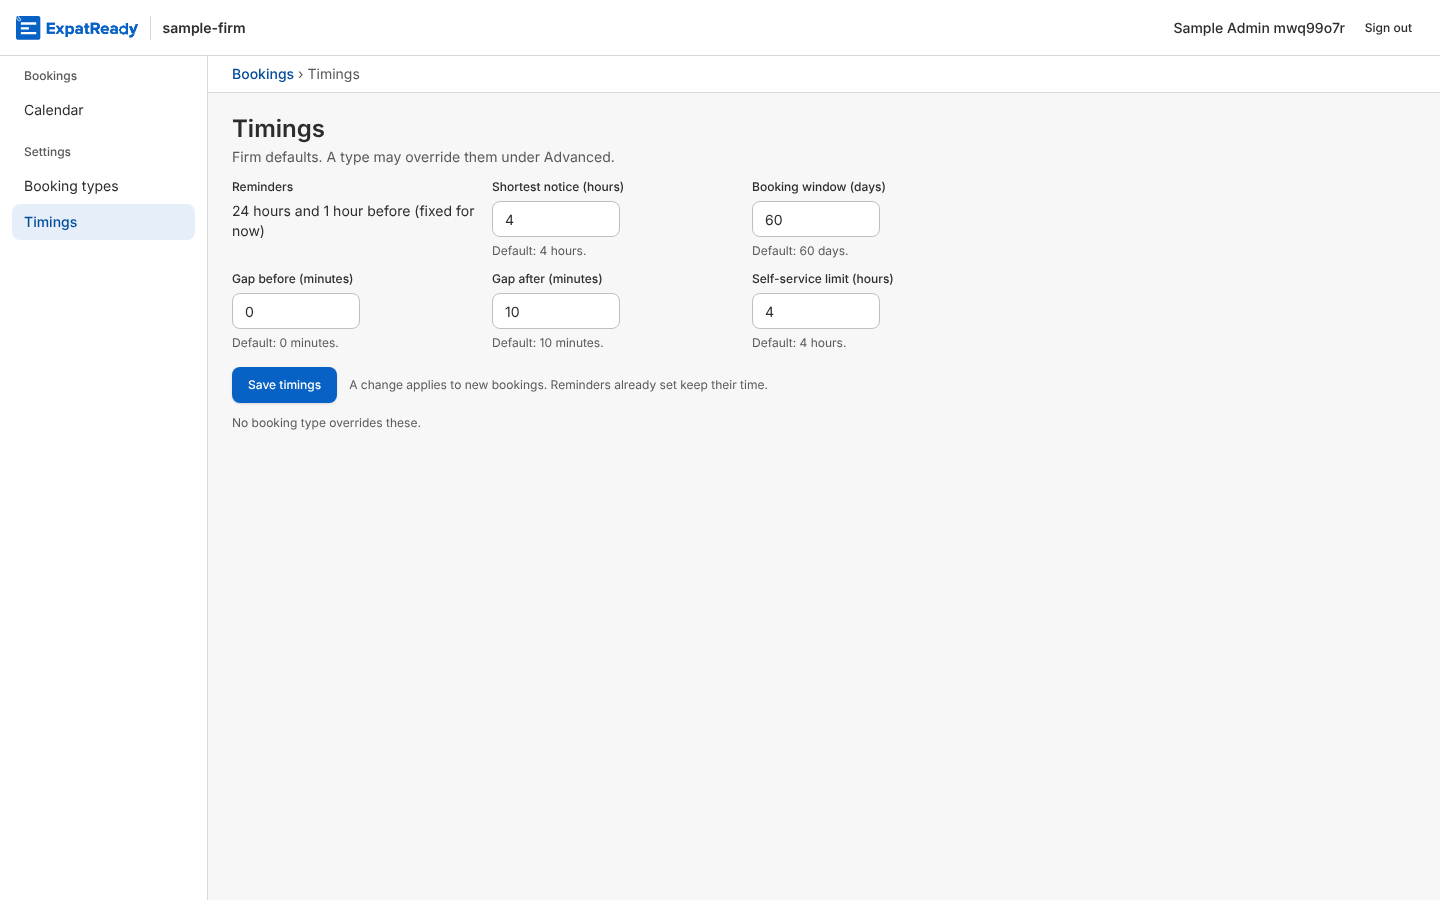 ExpatReady
sample-firm
Sample Admin mwq99o7r
Sign out
Bookings
Calendar
Settings
Booking types
Timings
Bookings › Timings
Timings
Firm defaults. A type may override them under Advanced.
Reminders
24 hours and 1 hour before (fixed for
now)
Shortest notice (hours)
4
Default: 4 hours.
Booking window (days)
60
Default: 60 days.
Gap before (minutes)
0
Default: 0 minutes.
Gap after (minutes)
10
Default: 10 minutes.
Self-service limit (hours)
4
Default: 4 hours.
Save timings
A change applies to new bookings. Reminders already set keep their time.
No booking type overrides these.